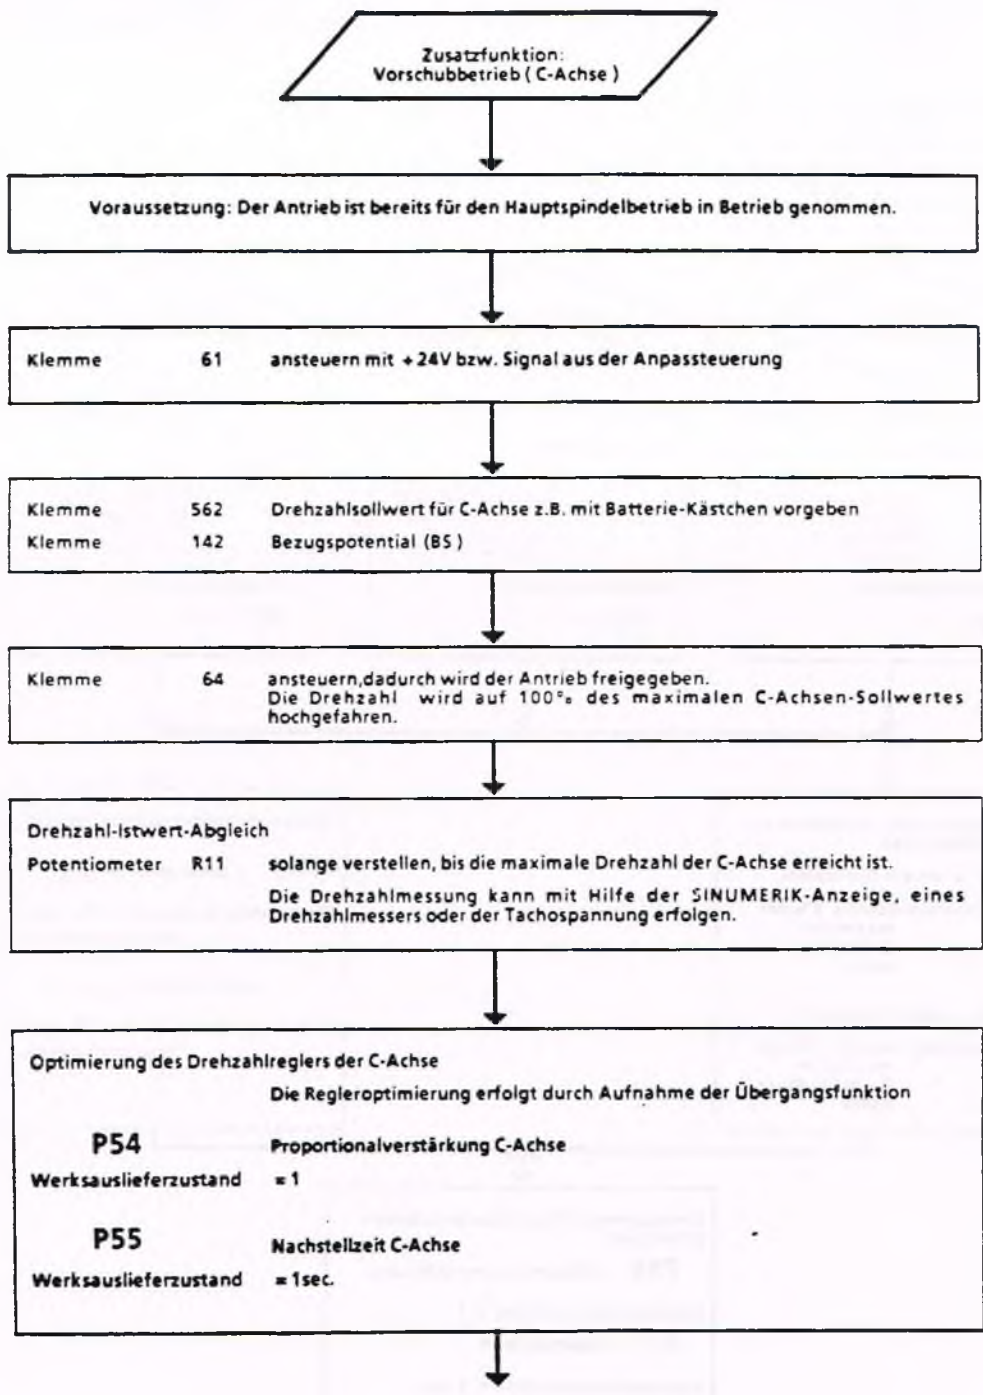 Zusatzfunktion:
Vorschubbetrieb ( C-Achse )
Voraussetzung: Der Antrieb ist bereits für den Hauptspindelbetrieb in Betrieb genommen.
Klemme 61 ansteuern mit +24V bzw. Signal aus der Anpassteuerung
Klemme 562 Drehzahlsollwert für C-Achse z.B. mit Batterie-Kästchen vorgeben
Klemme 142 Bezugspotential (BS )
Klemme 64 ansteuern,dadurch wird der Antrieb freigegeben.
Die Drehzahl wird auf 100% des maximalen C-Achsen-Sollwertes
hochgefahren.
Drehzahl-Istwert-Abgleich
Potentiometer R11 solange verstellen, bis die maximale Drehzahl der C-Achse erreicht ist.
Die Drehzahlmessung kann mit Hilfe der SINUMERIK-Anzeige, eines
Drehzahlmessers oder der Tachospannung erfolgen.
Optimierung des Drehzahlreglers der C-Achse
Die Regleroptimierung erfolgt durch Aufnahme der Übergangsfunktion
P54 Proportionalverstärkung C-Achse
Werksauslieferzustand = 1
P55 Nachstellzeit C-Achse
Werksauslieferzustand = 1sec.